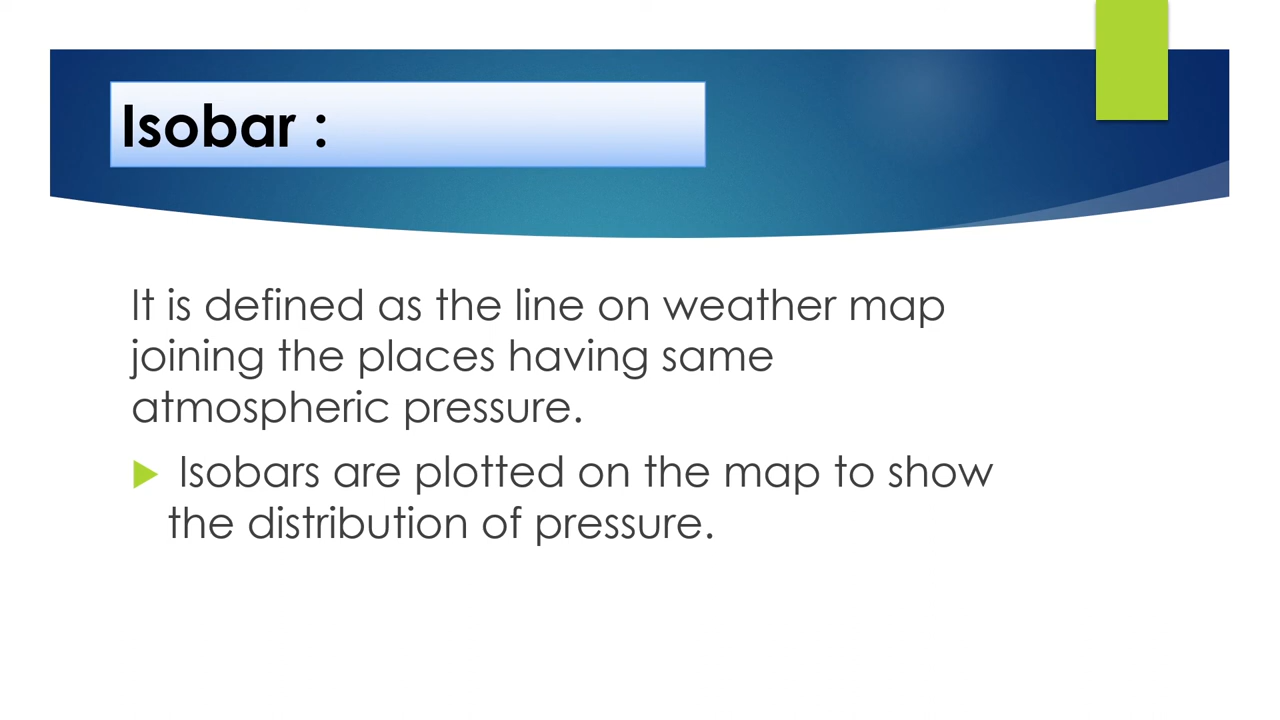 Isobar :
It is defined as the line on weather map
joining the places having same
atmospheric pressure.
Isobars are plotted on the map to show
the distribution of pressure.